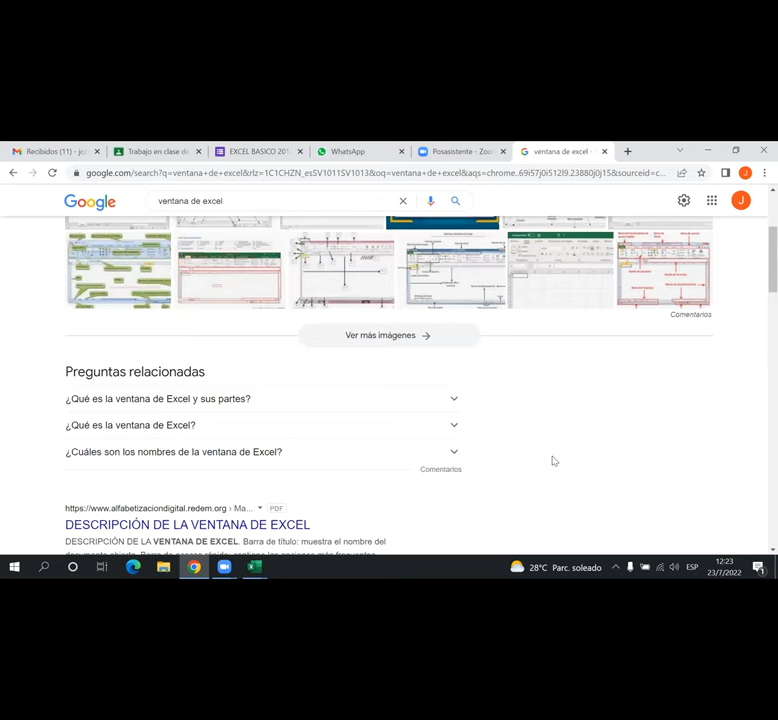 Recibidos (11) - jcc
Trabajo en clase de
EXCEL BASICO 201
WhatsApp
Posasistente - Zoo
ventana de excel -
google.com/search?q=ventana+de+excel&rlz=1C1CHZN_esSV1011SV1013&oq=ventana+de+excel&aqs=chrome..69i57j0i512l9.23880j0j15&sourceid=c...
J
Google
ventana de excel
J
Comentarios
Ver más imágenes
Preguntas relacionadas
¿Qué es la ventana de Excel y sus partes?
¿Qué es la ventana de Excel?
¿Cuáles son los nombres de la ventana de Excel?
Comentarios
https://www.alfabetizaciondigital.redem.org › Ma... PDF
DESCRIPCIÓN DE LA VENTANA DE EXCEL
DESCRIPCIÓN DE LA VENTANA DE EXCEL. Barra de título: muestra el nombre del
28°C Parc. soleado
ESP
12:23
23/7/2022
1